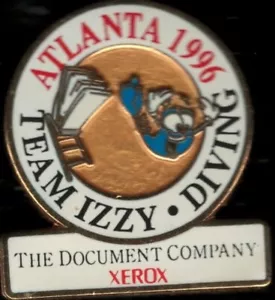 ATLANTA 1996
TEAM IZZY • DIVING
THE DOCUMENT COMPANY
XEROX